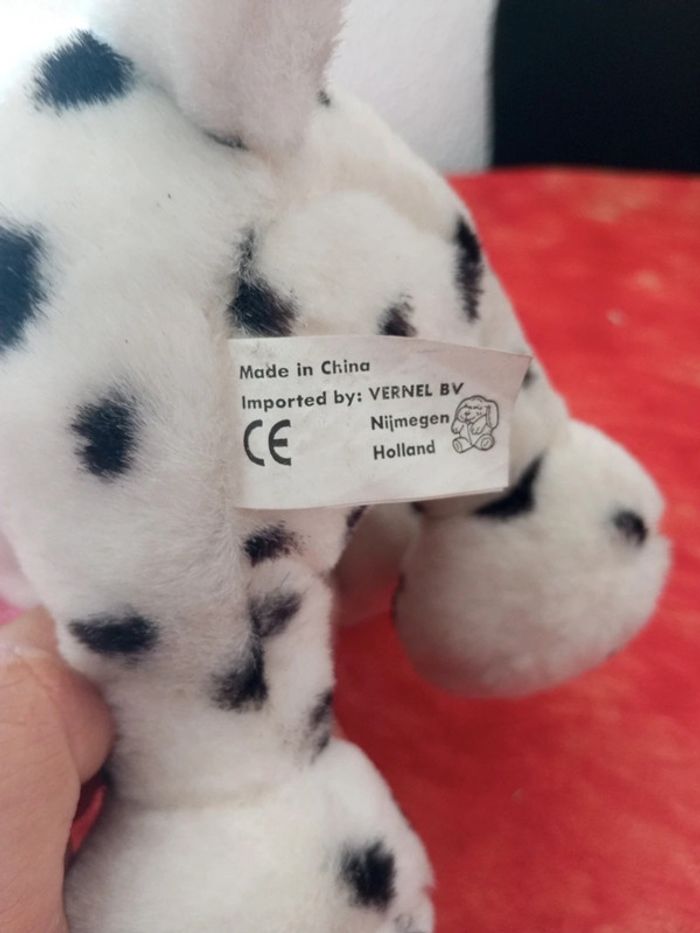 Made in China
Imported by: VERNEL BV
CE Nijmegen
Holland